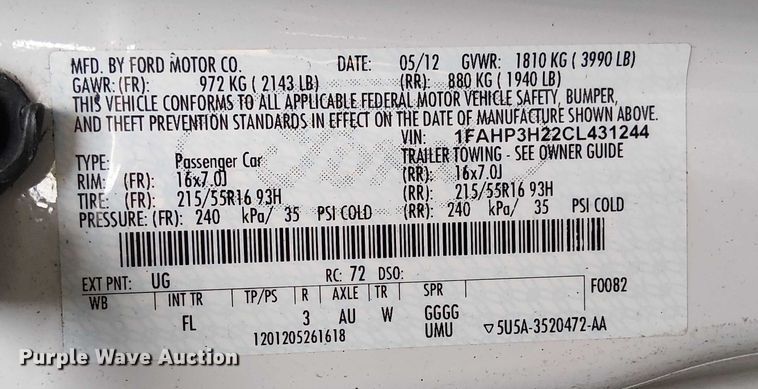 MFD. BY FORD MOTOR CO. DATE: 05/12 GVWR: 1810 KG ( 3990 LB)
GAWR: (FR): 972 KG ( 2143 LB) (RR): 880 KG ( 1940 LB)
THIS VEHICLE CONFORMS TO ALL APPLICABLE FEDERAL MOTOR VEHICLE SAFETY, BUMPER,
AND THEFT PREVENTION STANDARDS IN EFFECT ON THE DATE OF MANUFACTURE SHOWN ABOVE.
VIN: 1FAHP3H22CL431244
TYPE: Passenger Car TRAILER TOWING - SEE OWNER GUIDE
RIM: (FR): 16x7.0J (RR): 16x7.0J
TIRE: (FR): 215/55R16 93H (RR): 215/55R16 93H
PRESSURE: (FR): 240 kPa/ 35 PSI COLD (RR): 240 kPa/ 35 PSI COLD
EXT PNT: UG RC: 72 DSO: F0082
WB INT TR TP/PS R AXLE TR SPR
FL 3 AU W GGGG
1201205261618 UMU ▽5U5A-3520472-AA
Purple Wave Auction